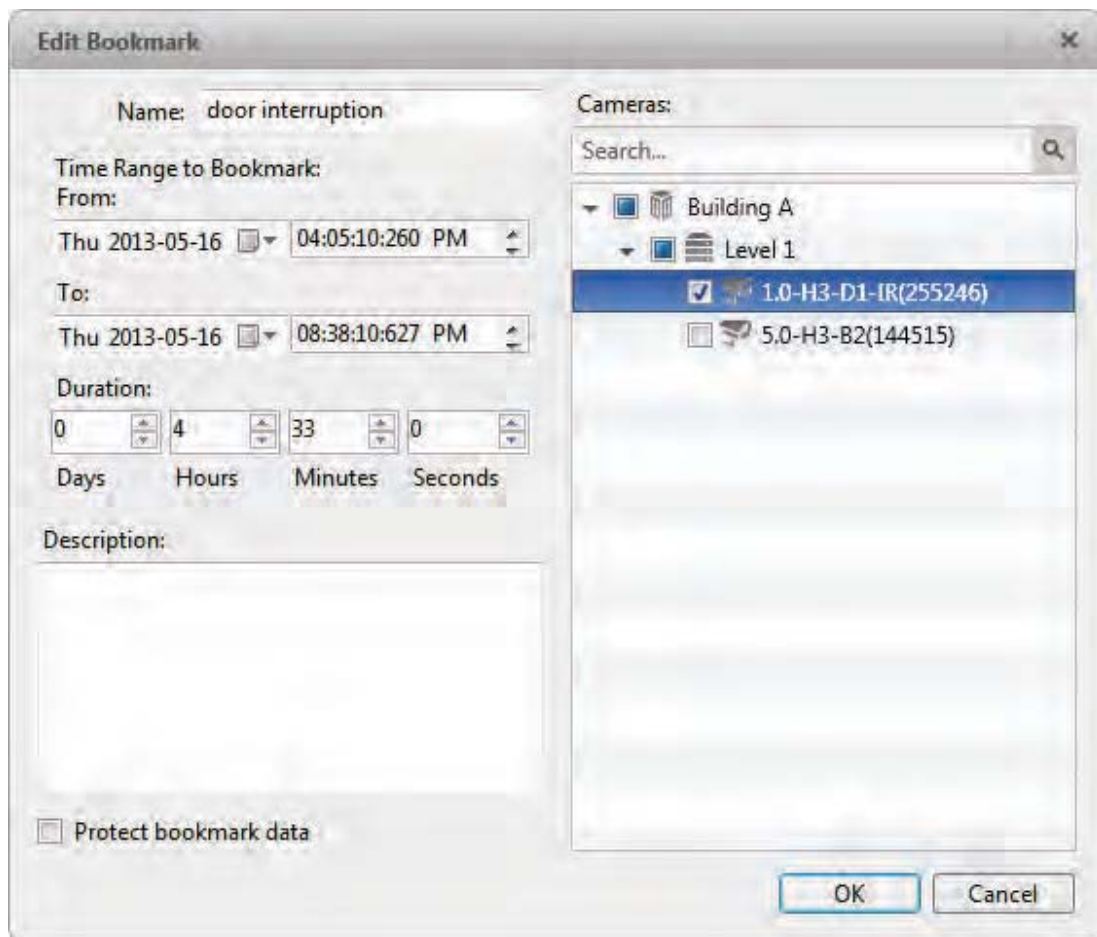 Edit Bookmark
Name: door interruption
Time Range to Bookmark:
From:
Thu 2013-05-16 04:05:10:260 PM
To:
Thu 2013-05-16 08:38:10:627 PM
Duration:
0 4 33 0
Days Hours Minutes Seconds
Description:
Protect bookmark data
Cameras:
Search...
Building A
Level 1
1.0-H3-D1-IR(255246)
5.0-H3-B2(144515)
OK Cancel